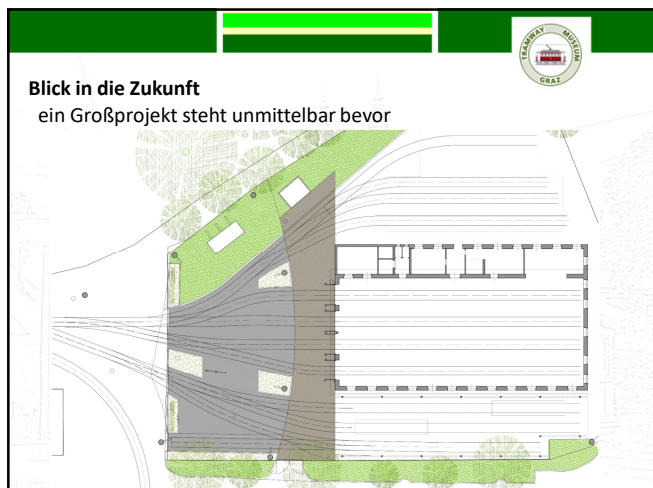 TRAMWAY MUSEUM
GRAZ
Blick in die Zukunft
ein Großprojekt steht unmittelbar bevor